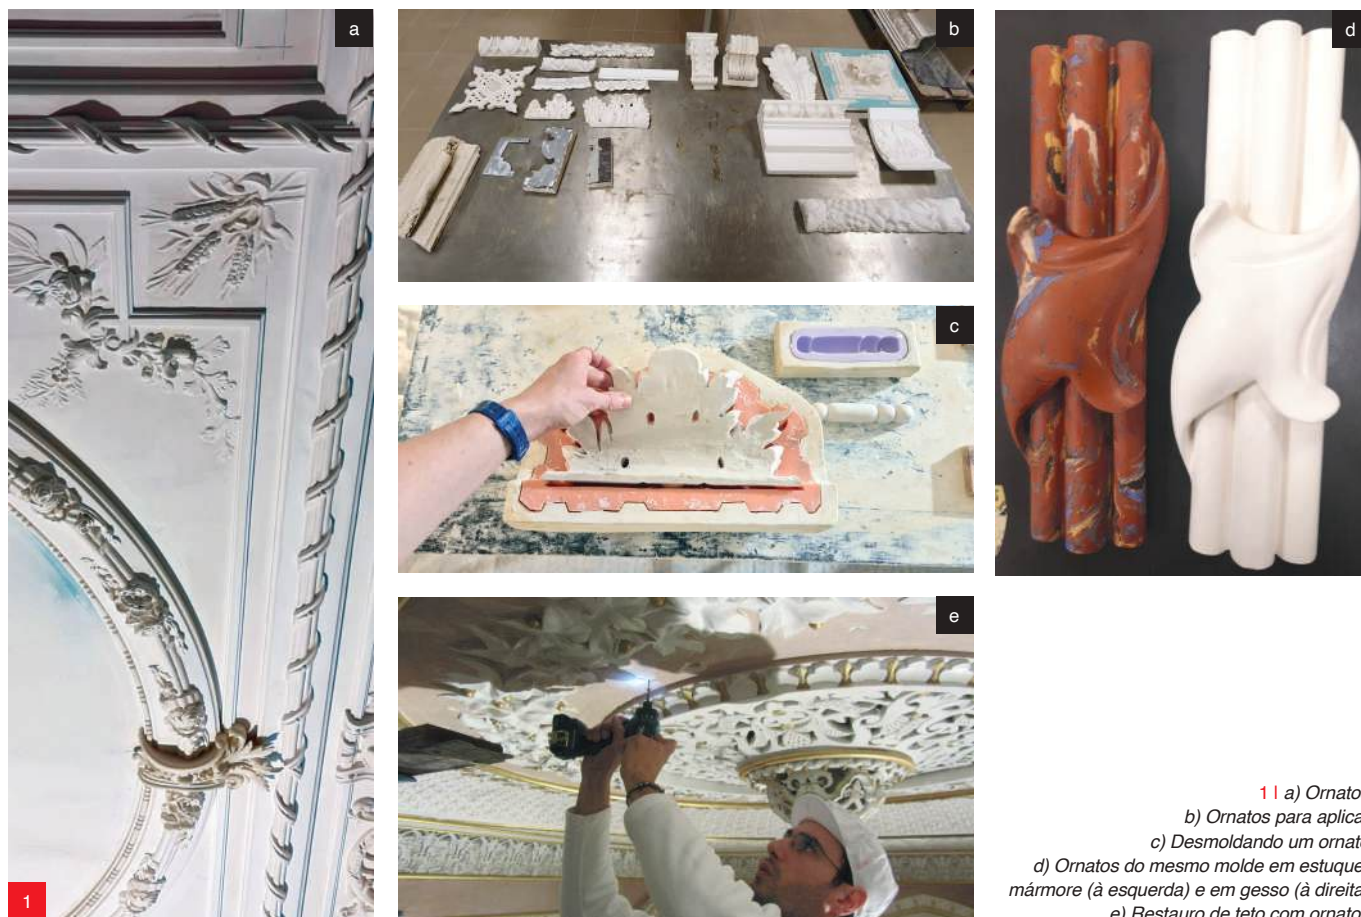 a
b
c
d
e
1
1 | a) Ornato
b) Ornatos para aplica
c) Desmoldando um ornat
d) Ornatos do mesmo molde em estuque
mármore (à esquerda) e em gesso (à direita
e) Restauro de teto com ornato